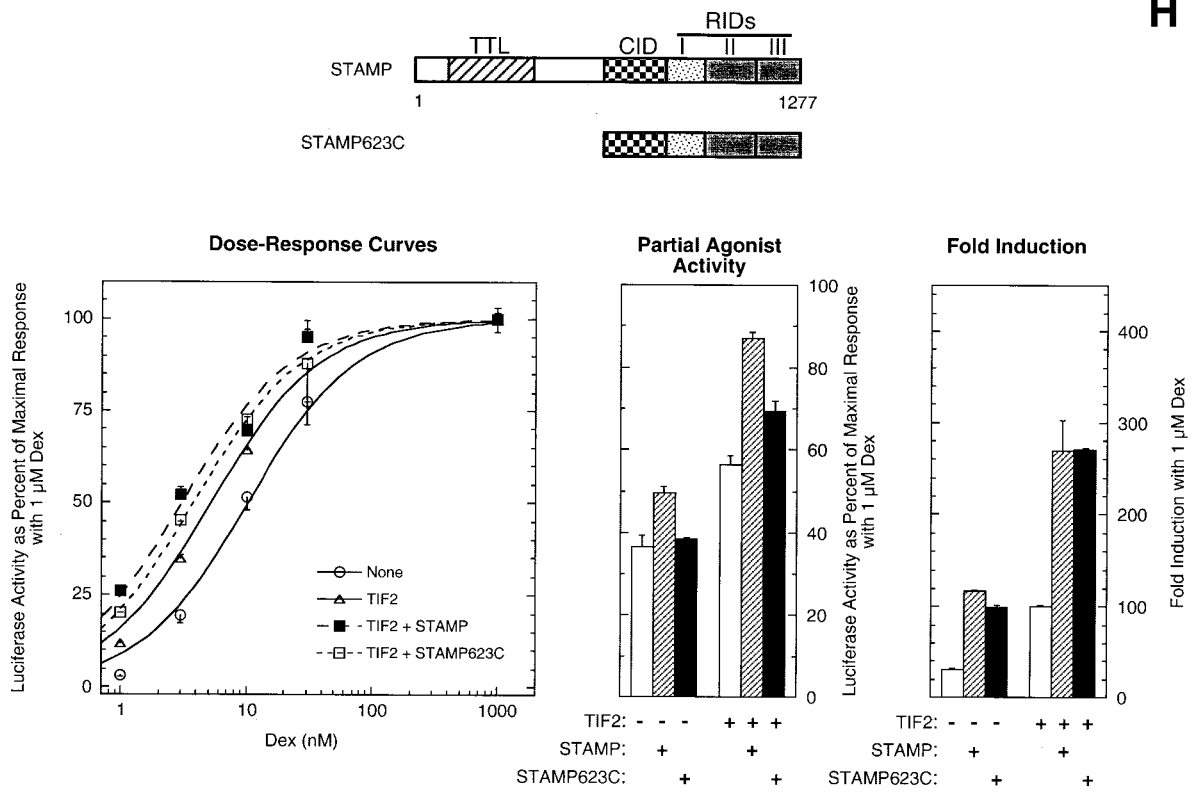 H
RIDs
TTL CID I II III
STAMP
1 1277
STAMP623C
Dose-Response Curves
Luciferase Activity as Percent of Maximal Response
with 1 µM Dex
100
75
50
25
0
None
TIF2
TIF2 + STAMP
TIF2 + STAMP623C
1 10 100 1000
Dex (nM)
Partial Agonist
Activity
100
80
60
40
20
0
Luciferase Activity as Percent of Maximal Response
with 1 µM Dex
TIF2: - - - + + +
STAMP: + +
STAMP623C: + +
Fold Induction
400
300
200
100
0
Fold Induction with 1 µM Dex
TIF2: - - - + + +
STAMP: + +
STAMP623C: + +